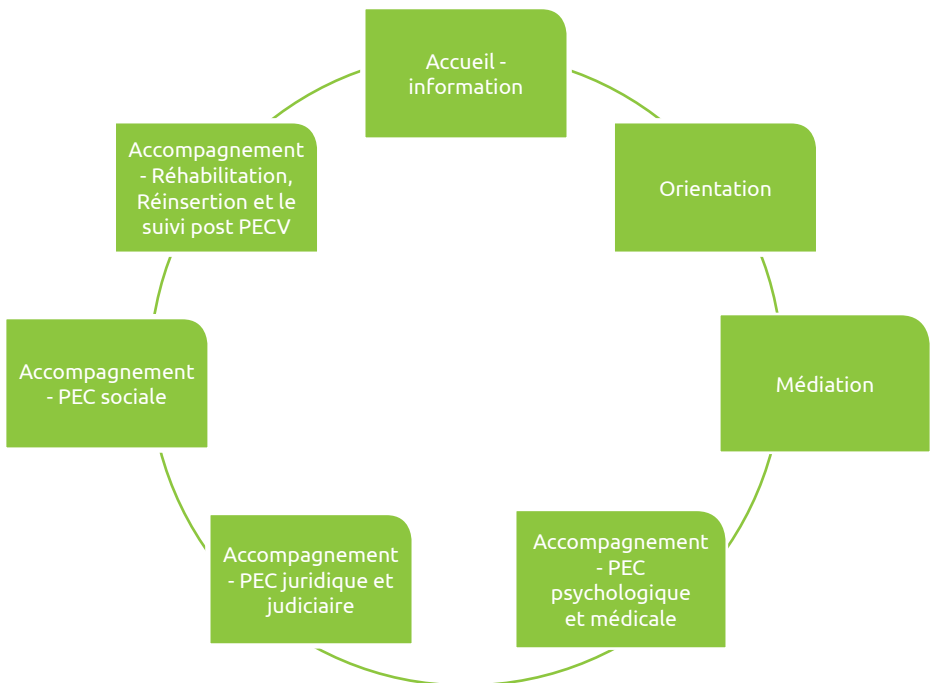 Accueil -
information
Orientation
Médiation
Accompagnement
- PEC
psychologique
et médicale
Accompagnement
- PEC juridique et
judiciaire
Accompagnement
- PEC sociale
Accompagnement
- Réhabilitation,
Réinsertion et le
suivi post PECV